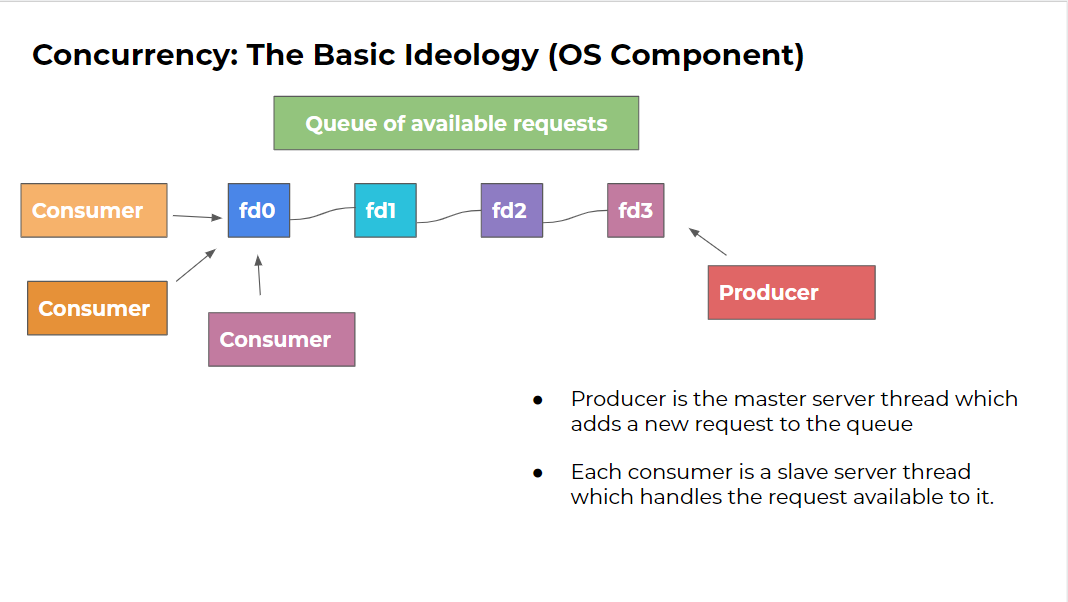 Concurrency: The Basic Ideology (OS Component)
Queue of available requests
Consumer
fd0
fd1
fd2
fd3
Consumer
Consumer
Producer
● Producer is the master server thread which
adds a new request to the queue
● Each consumer is a slave server thread
which handles the request available to it.